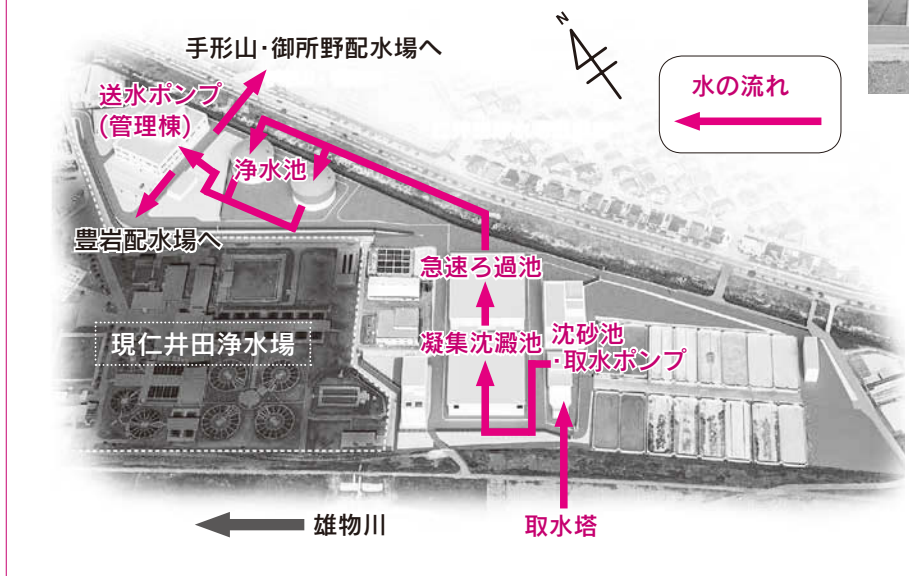 N
手形山・御所野配水場へ
送水ポンプ
(管理棟)
水の流れ
浄水池
豊岩配水場へ
急速ろ過池
現仁井田浄水場
凝集沈澱池
沈砂池
・取水ポンプ
雄物川
取水塔